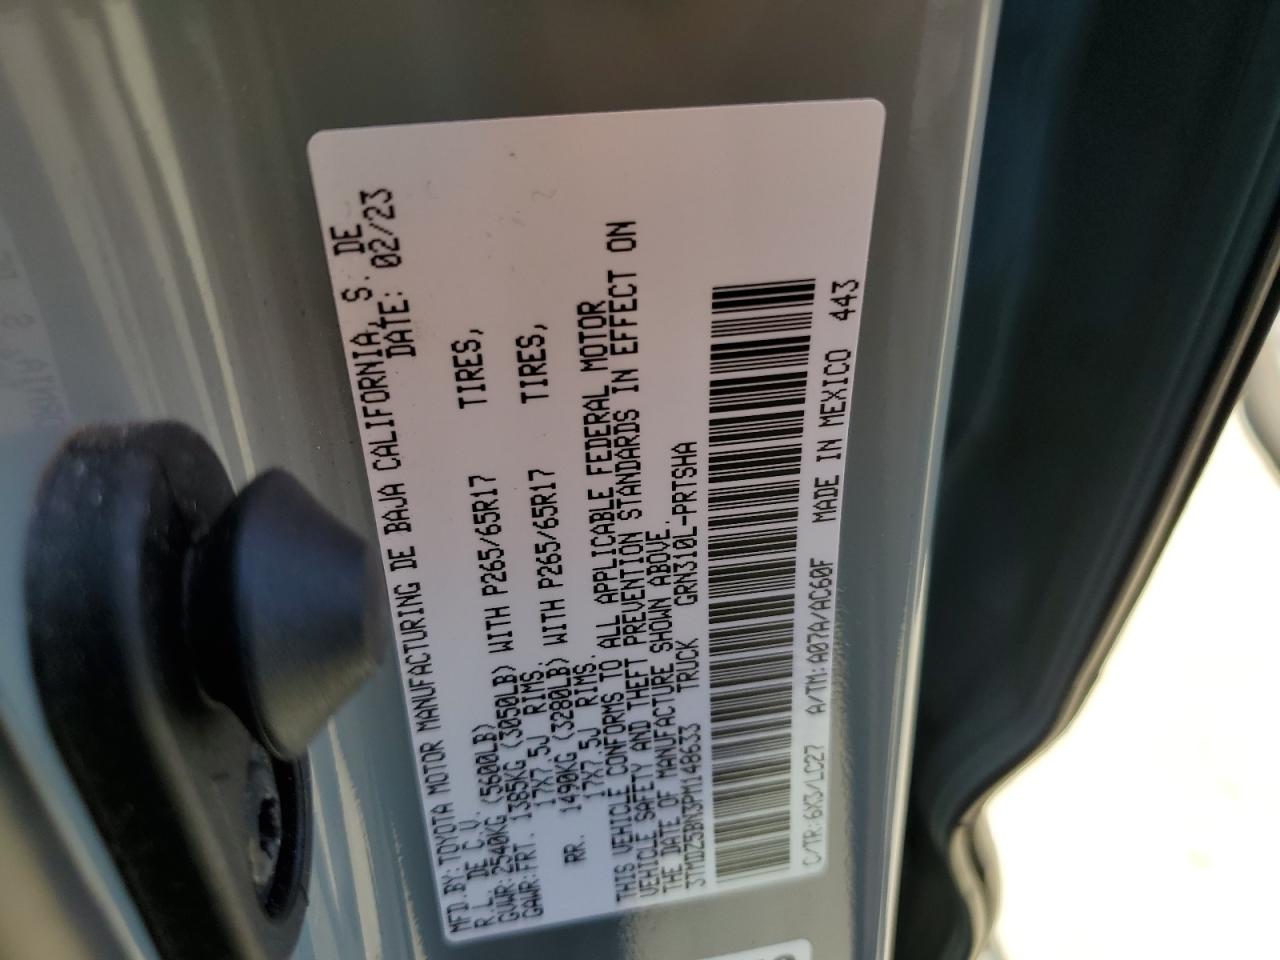 MFD.BY:TOYOTA MOTOR MANUFACTURING DE BAJA CALIFORNIA, S. DE
R.L. DE C.V. DATE: 02/23
GVWR:2540KG (5600LB)
GAWR:FRT. 1385KG (3050LB) WITH P265/65R17 TIRES,
17X7.5J RIMS.
RR. 1490KG (3280LB) WITH P265/65R17 TIRES,
17X7.5J RIMS.
THIS VEHICLE CONFORMS TO ALL APPLICABLE FEDERAL MOTOR
VEHICLE SAFETY AND THEFT PREVENTION STANDARDS IN EFFECT ON
THE DATE OF MANUFACTURE SHOWN ABOVE.
3TMDZ5BN3PM148633 TRUCK GRN310L-PRTSHA
C/TR:6X3/LC27 A/TM:A07A/AC60F MADE IN MEXICO 443